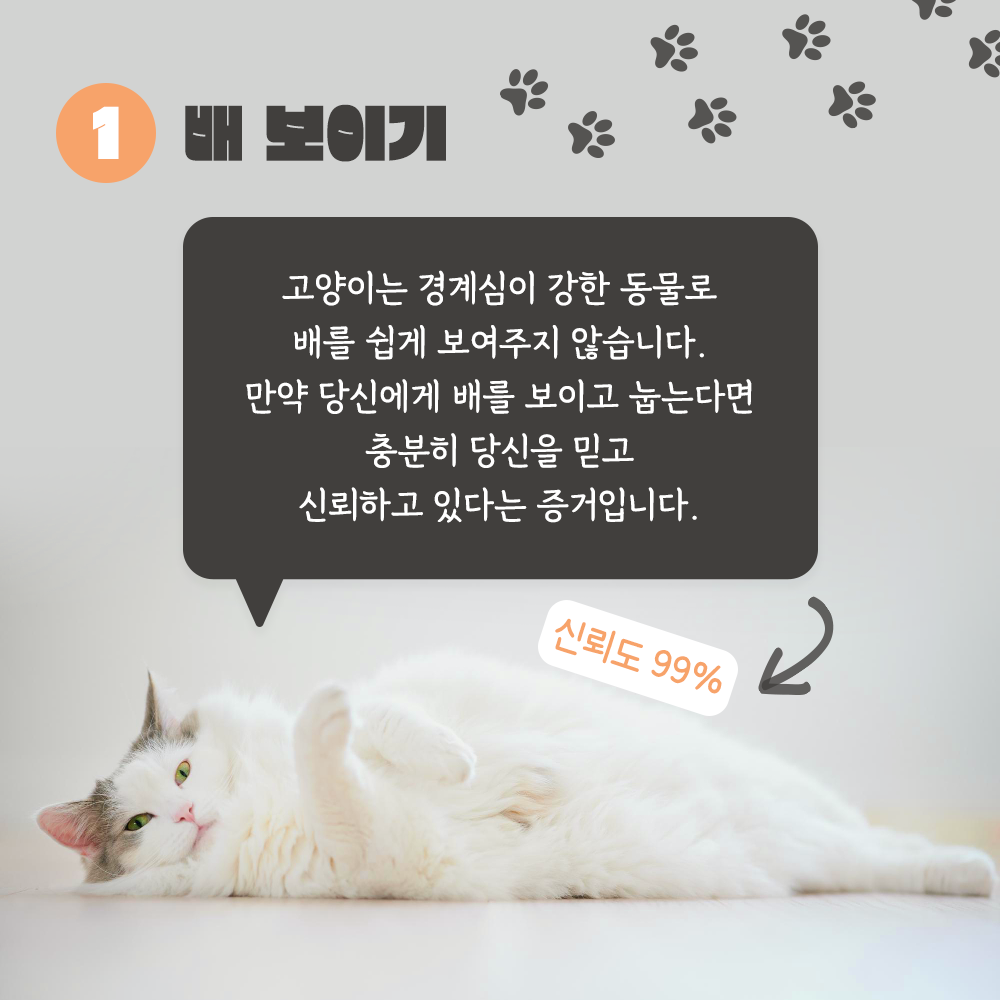 1 배 보이기
고양이는 경계심이 강한 동물로
배를 쉽게 보여주지 않습니다.
만약 당신에게 배를 보이고 눕는다면
충분히 당신을 믿고
신뢰하고 있다는 증거입니다.
신뢰도 99%